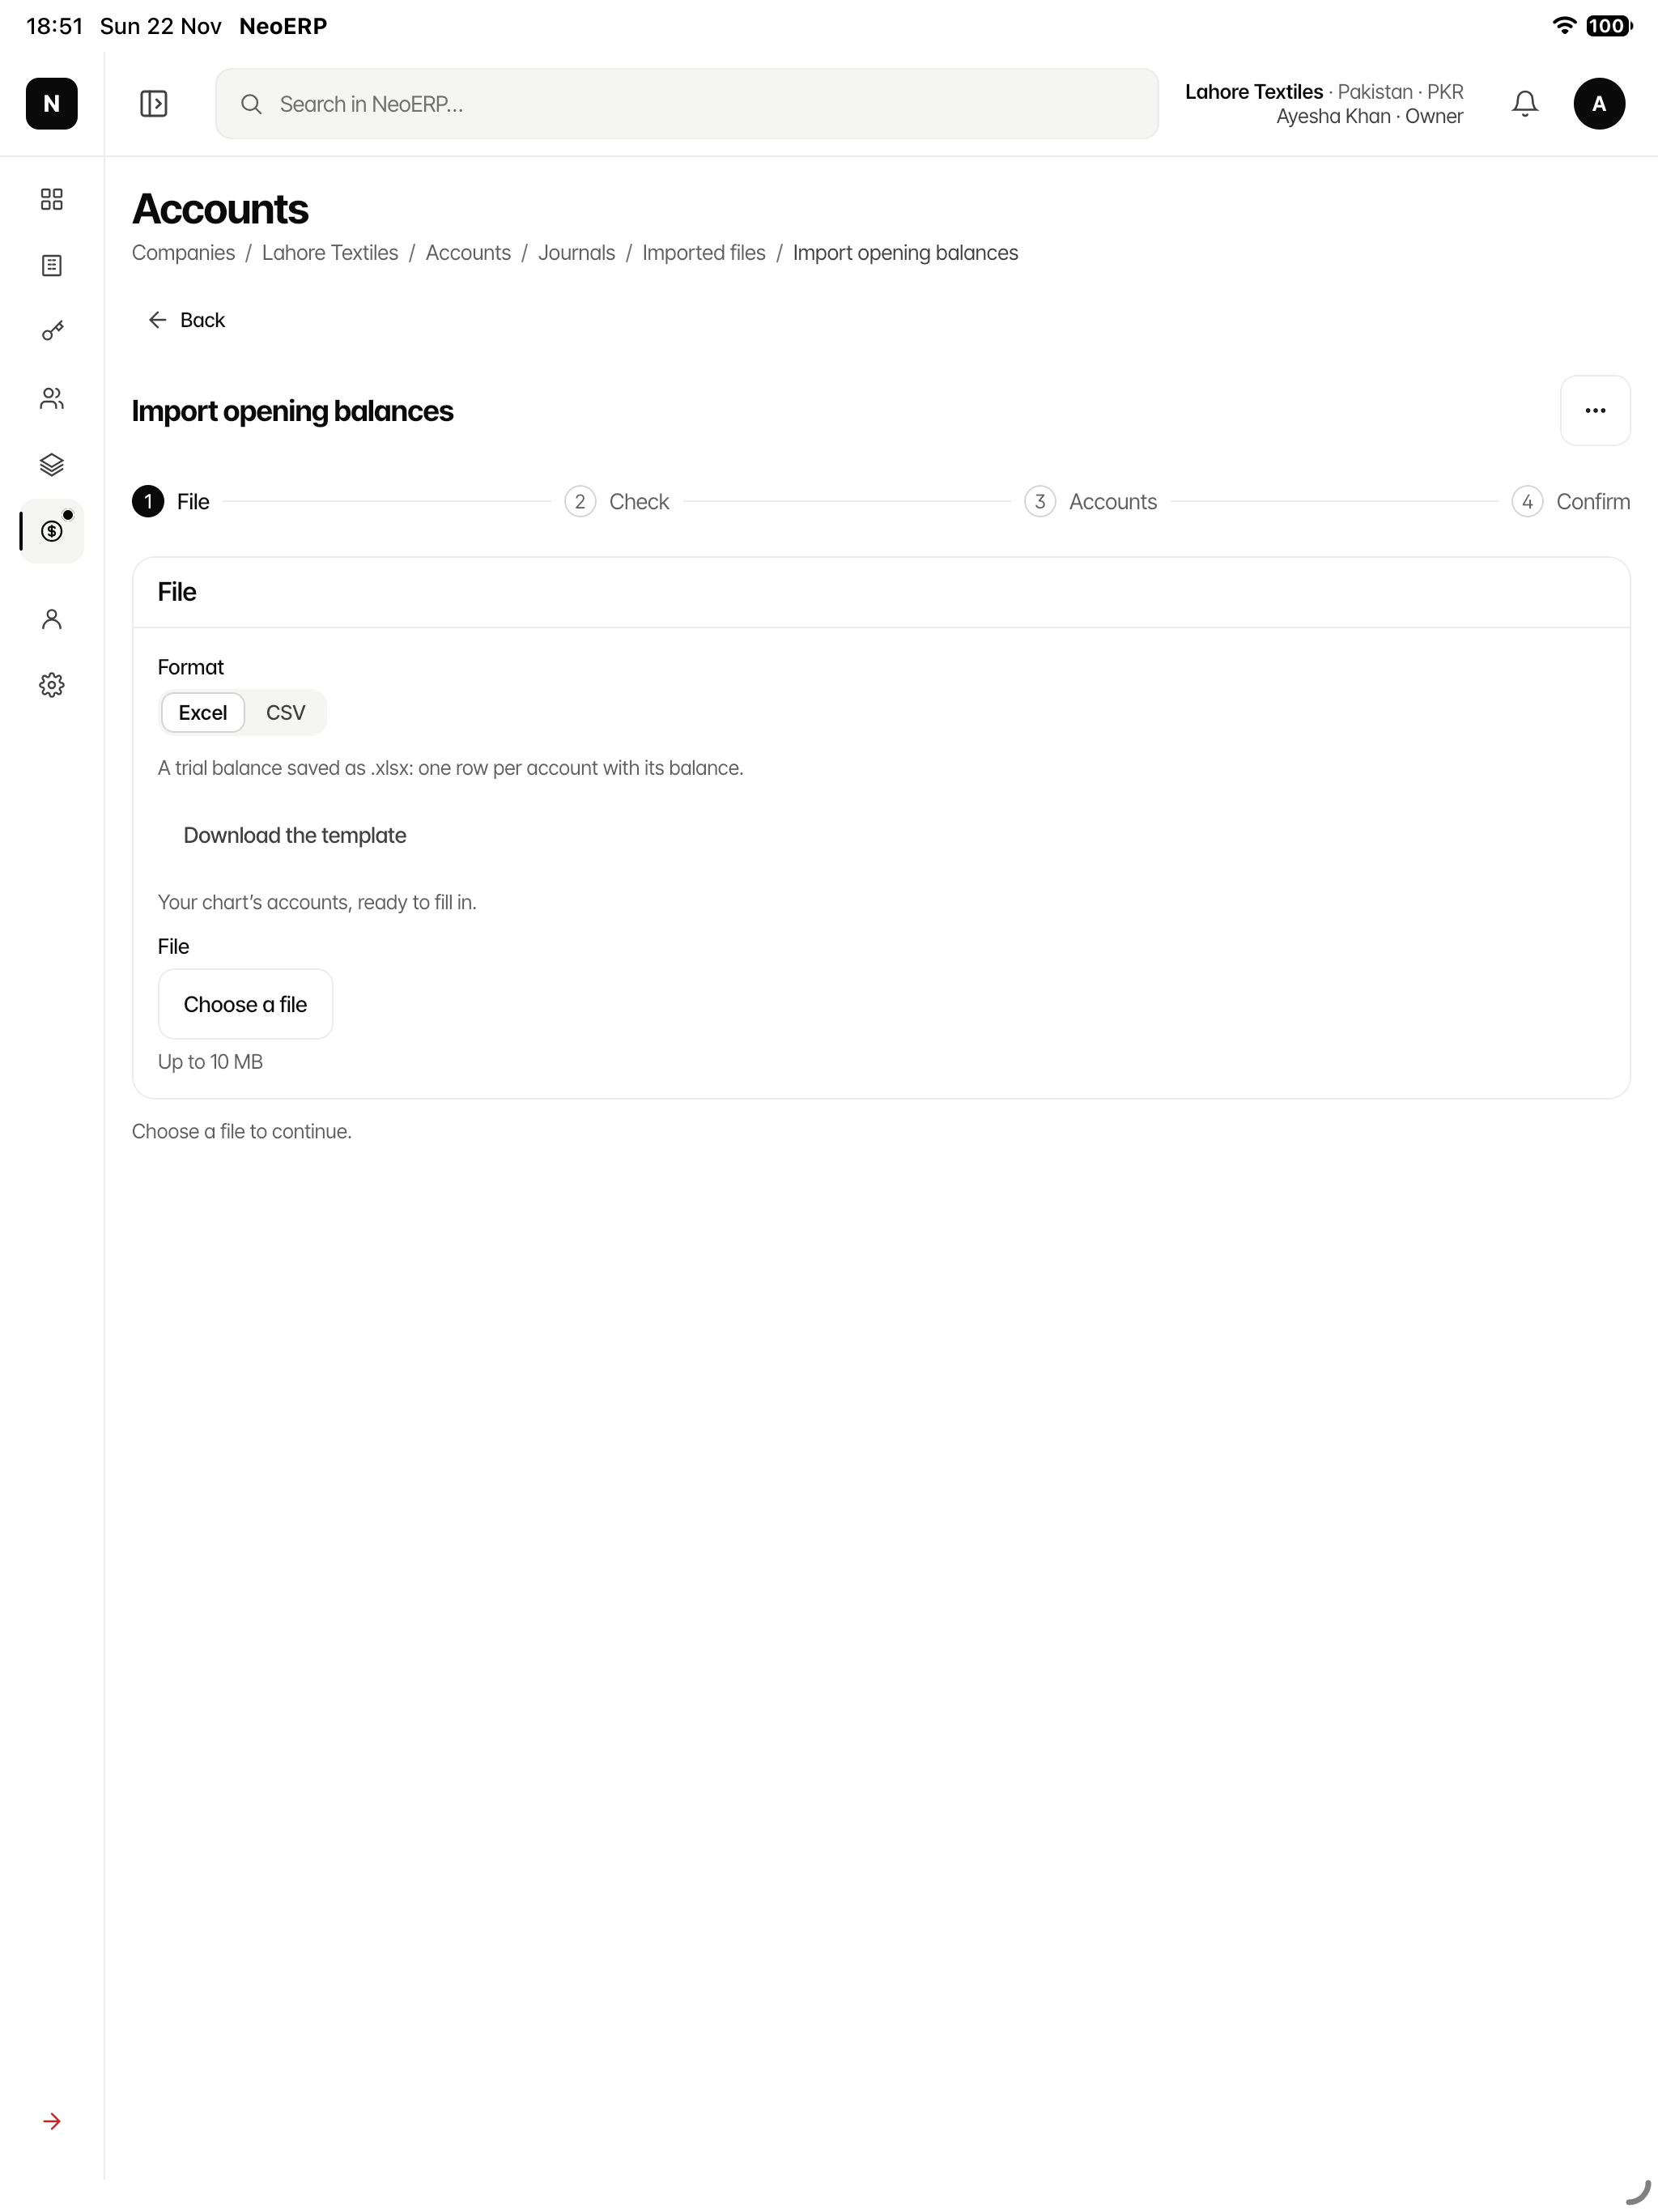 18:51 Sun 22 Nov NeoERP 100
N
Search in NeoERP...
Lahore Textiles · Pakistan · PKR
Ayesha Khan · Owner
A
Accounts
Companies / Lahore Textiles / Accounts / Journals / Imported files / Import opening balances
Back
Import opening balances
1 File 2 Check 3 Accounts 4 Confirm
File
Format
Excel CSV
A trial balance saved as .xlsx: one row per account with its balance.
Download the template
Your chart’s accounts, ready to fill in.
File
Choose a file
Up to 10 MB
Choose a file to continue.